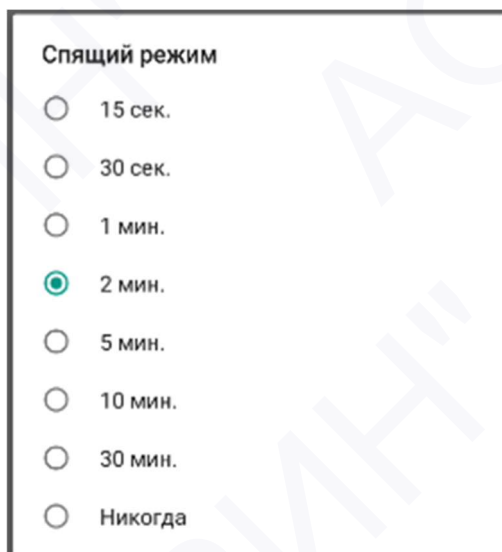 Спящий режим
15 сек.
30 сек.
1 мин.
2 мин.
5 мин.
10 мин.
30 мин.
Никогда